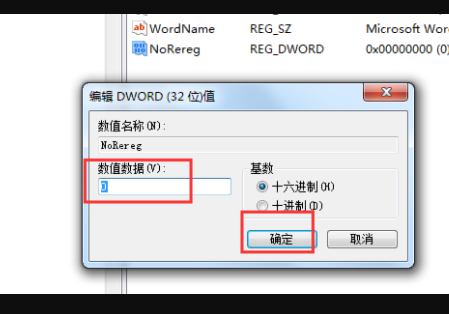 WordName REG_SZ Microsoft Wor
NoRereg REG_DWORD 0x00000000 (0)
编辑 DWORD (32 位)值
数值名称(N):
NoRereg
数值数据(V):
0
基数
十六进制(H)
十进制(D)
确定 取消